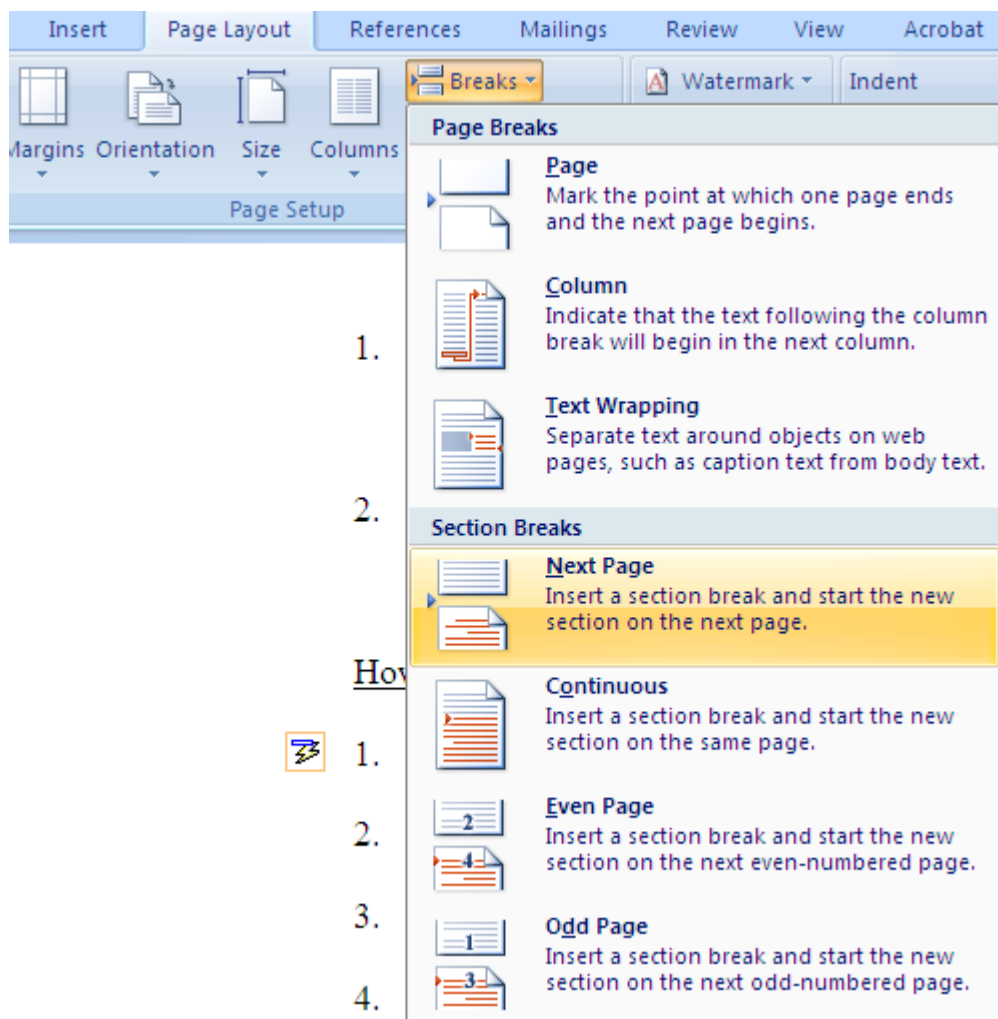 Insert Page Layout References Mailings Review View Acrobat
Breaks Watermark Indent
Margins Orientation Size Columns
Page Setup
Page Breaks
Page
Mark the point at which one page ends
and the next page begins.
Column
Indicate that the text following the column
break will begin in the next column.
1.
Text Wrapping
Separate text around objects on web
pages, such as caption text from body text.
2.
Section Breaks
Next Page
Insert a section break and start the new
section on the next page.
Continuous
Insert a section break and start the new
section on the same page.
1.
Even Page
2
Insert a section break and start the new
section on the next even-numbered page.
4
2.
3.
Odd Page
1
Insert a section break and start the new
section on the next odd-numbered page.
3
4.